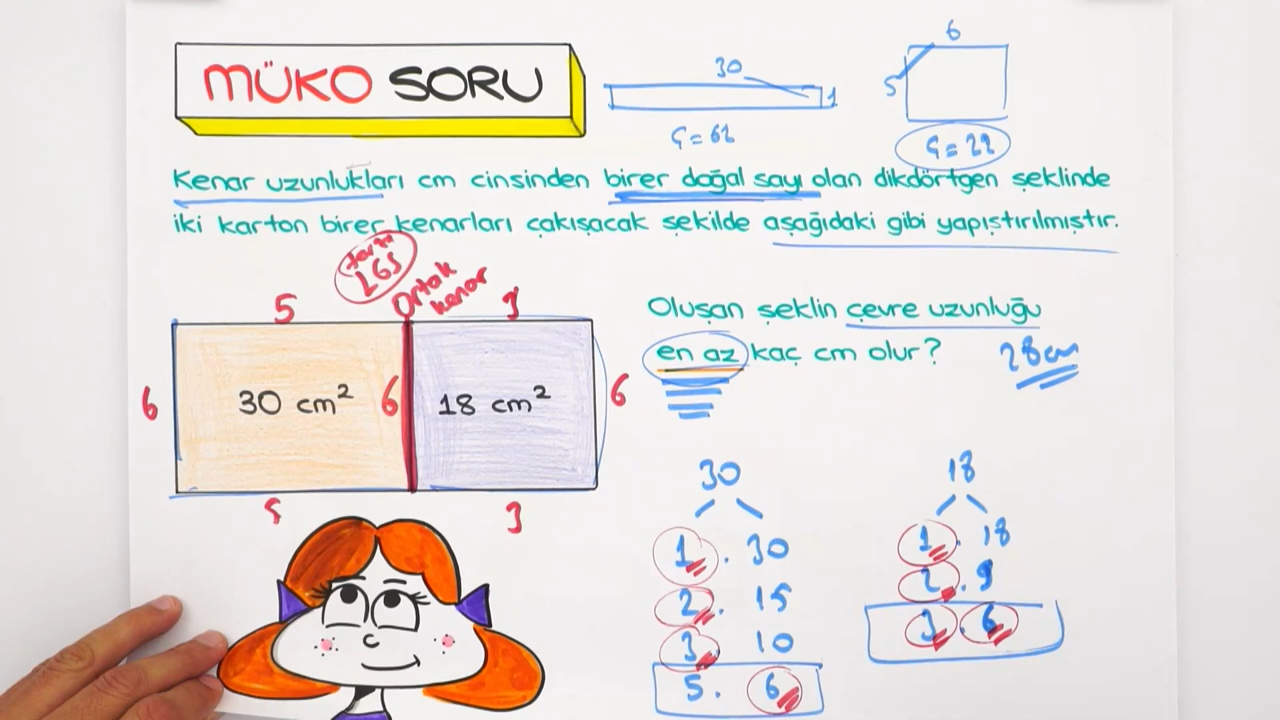 MÜKO SORU
30
1
Ç = 62
6
5
Ç = 22
Kenar uzunlukları cm cinsinden birer doğal sayı olan dikdörtgen şeklinde
iki karton birer kenarları çakışacak şekilde aşağıdaki gibi yapıştırılmıştır.
LGS
Ortak
kenar
5
3
6
30 cm²
6
18 cm²
6
5
3
Oluşan şeklin çevre uzunluğu
en az kaç cm olur?
28 cm
30
1 . 30
2 . 15
3 . 10
5 . 6
18
1 . 18
2 . 9
3 . 6